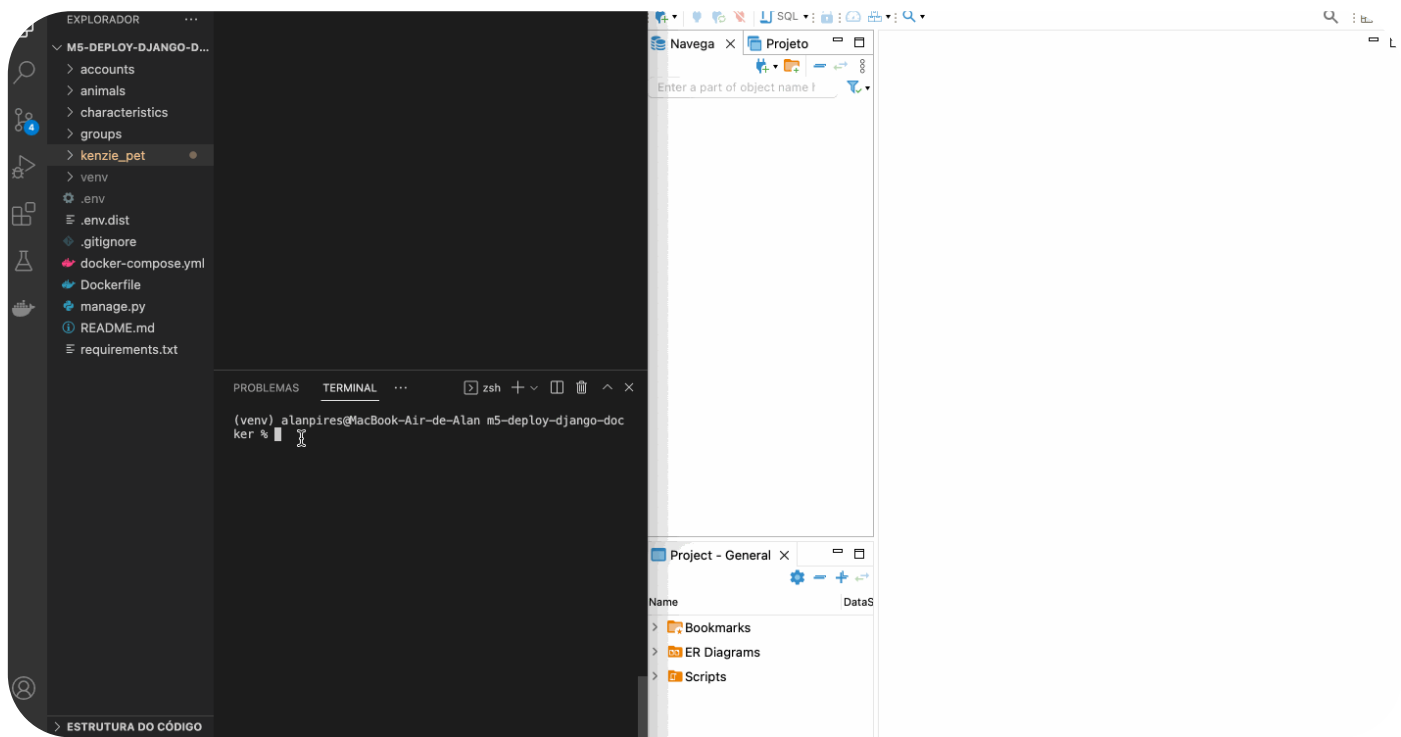 EXPLORADOR ...
M5-DEPLOY-DJANGO-D...
accounts
animals
characteristics
groups
kenzie_pet
venv
.env
.env.dist
.gitignore
docker-compose.yml
Dockerfile
manage.py
README.md
requirements.txt
4
ESTRUTURA DO CÓDIGO
PROBLEMAS TERMINAL ... zsh
(venv) alanpires@MacBook-Air-de-Alan m5-deploy-django-doc
ker %
SQL
Navega Projeto
Enter a part of object name
Project - General
Name DataS
Bookmarks
ER Diagrams
Scripts
L